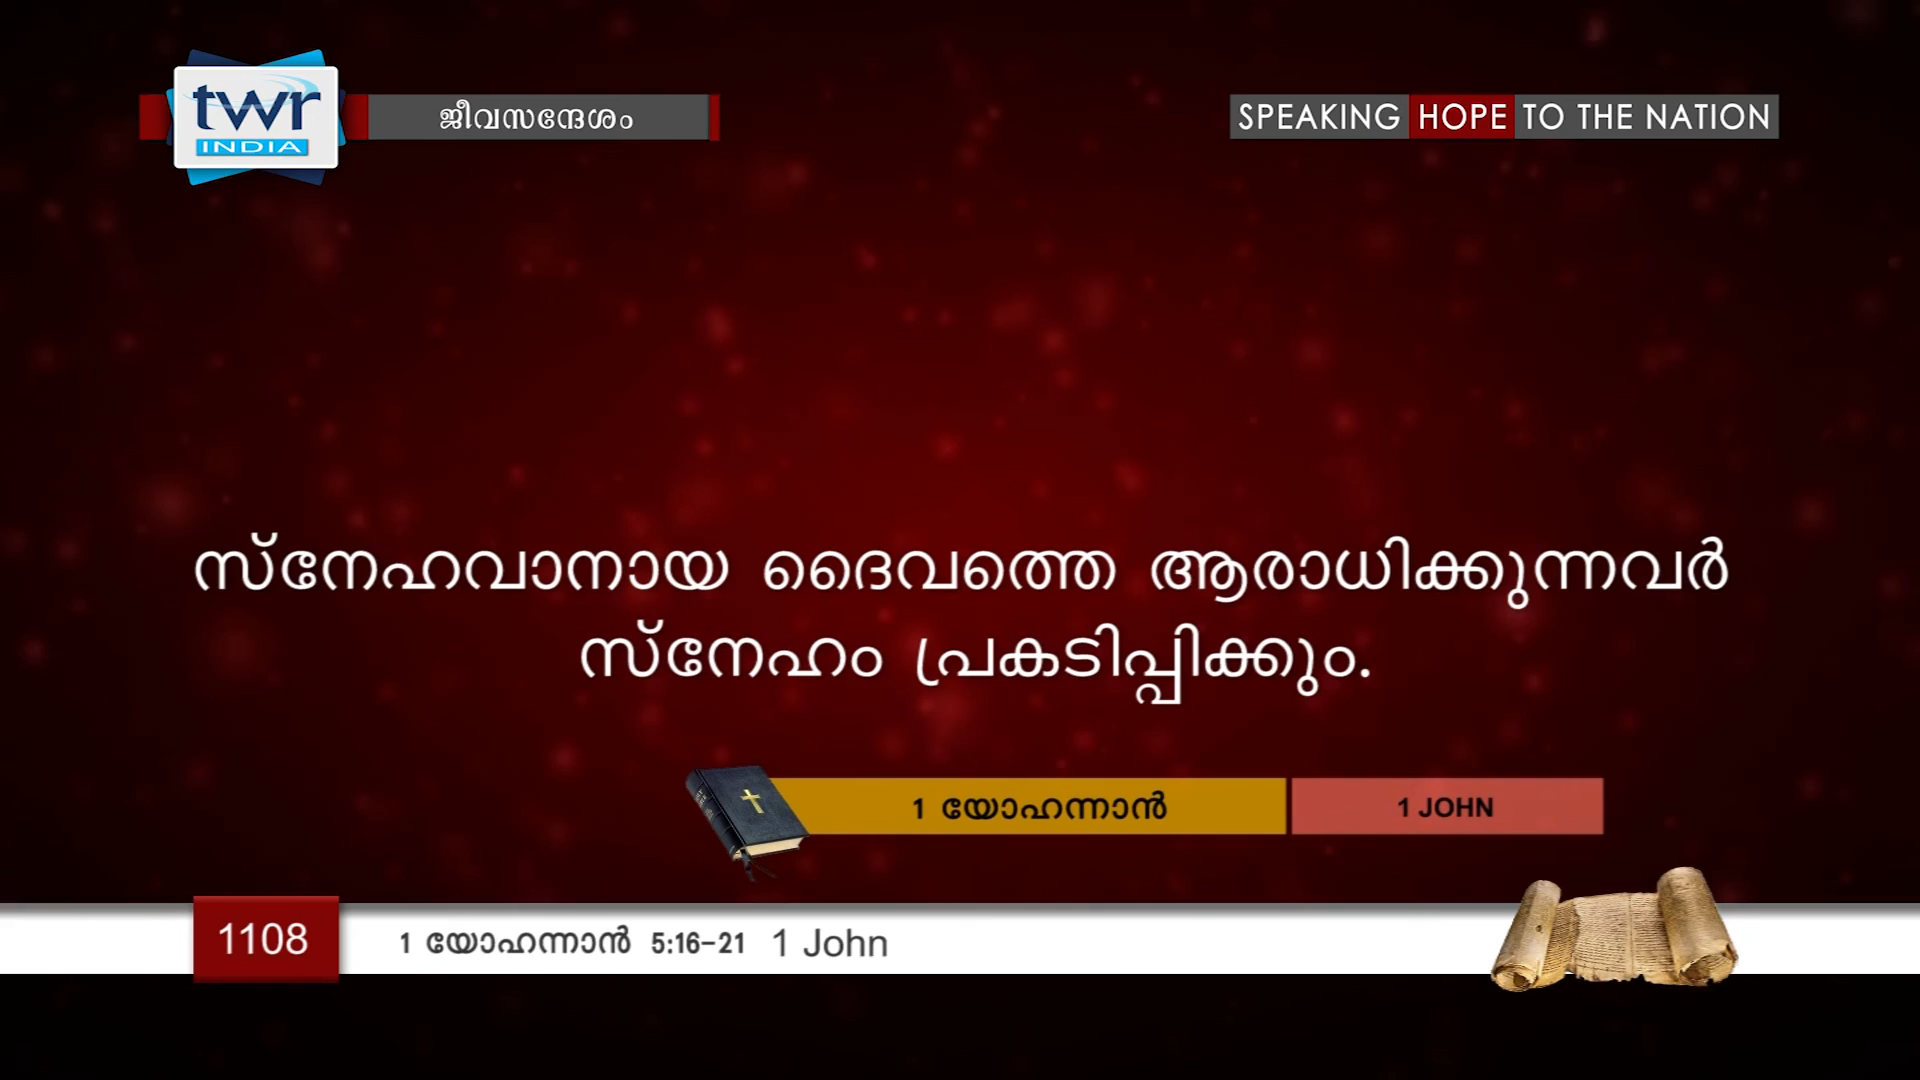 twr
INDIA
ജീവസന്ദേശം
SPEAKING HOPE TO THE NATION
സ്നേഹവാനായ ദൈവത്തെ ആരാധിക്കുന്നവർ
സ്നേഹം പ്രകടിപ്പിക്കും.
1 യോഹന്നാൻ
1 JOHN
1108
1 യോഹന്നാൻ 5:16-21 1 John